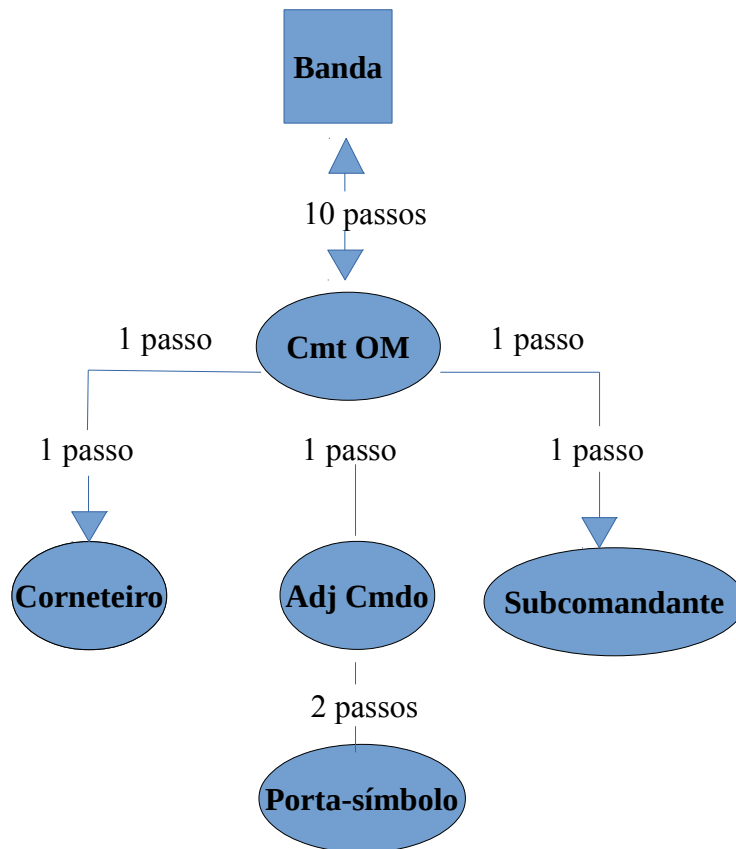 Banda
10 passos
1 passo
Cmt OM
1 passo
1 passo
1 passo
1 passo
Corneteiro
Adj Cmdo
Subcomandante
2 passos
Porta-símbolo